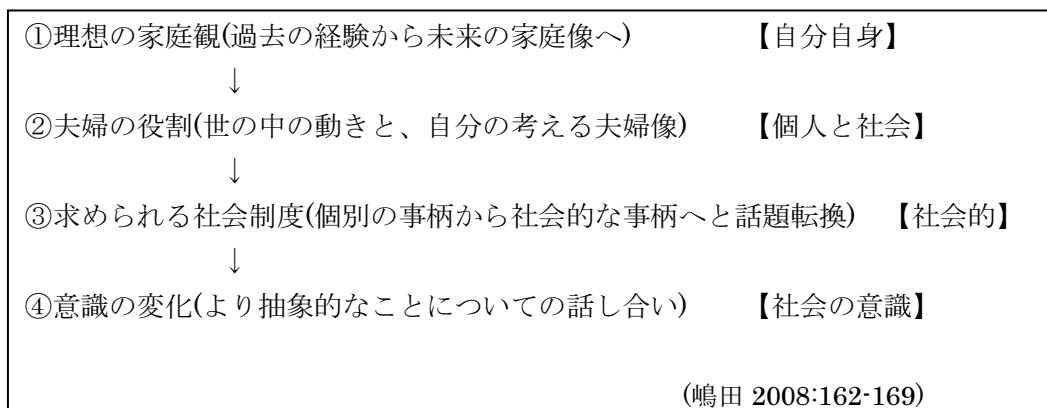 ①理想の家庭観(過去の経験から未来の家庭像へ) 【自分自身】
↓
②夫婦の役割(世の中の動きと、自分の考える夫婦像) 【個人と社会】
↓
③求められる社会制度(個別の事柄から社会的な事柄へと話題転換) 【社会的】
↓
④意識の変化(より抽象的なことについての話し合い) 【社会の意識】
(嶋田 2008:162-169)